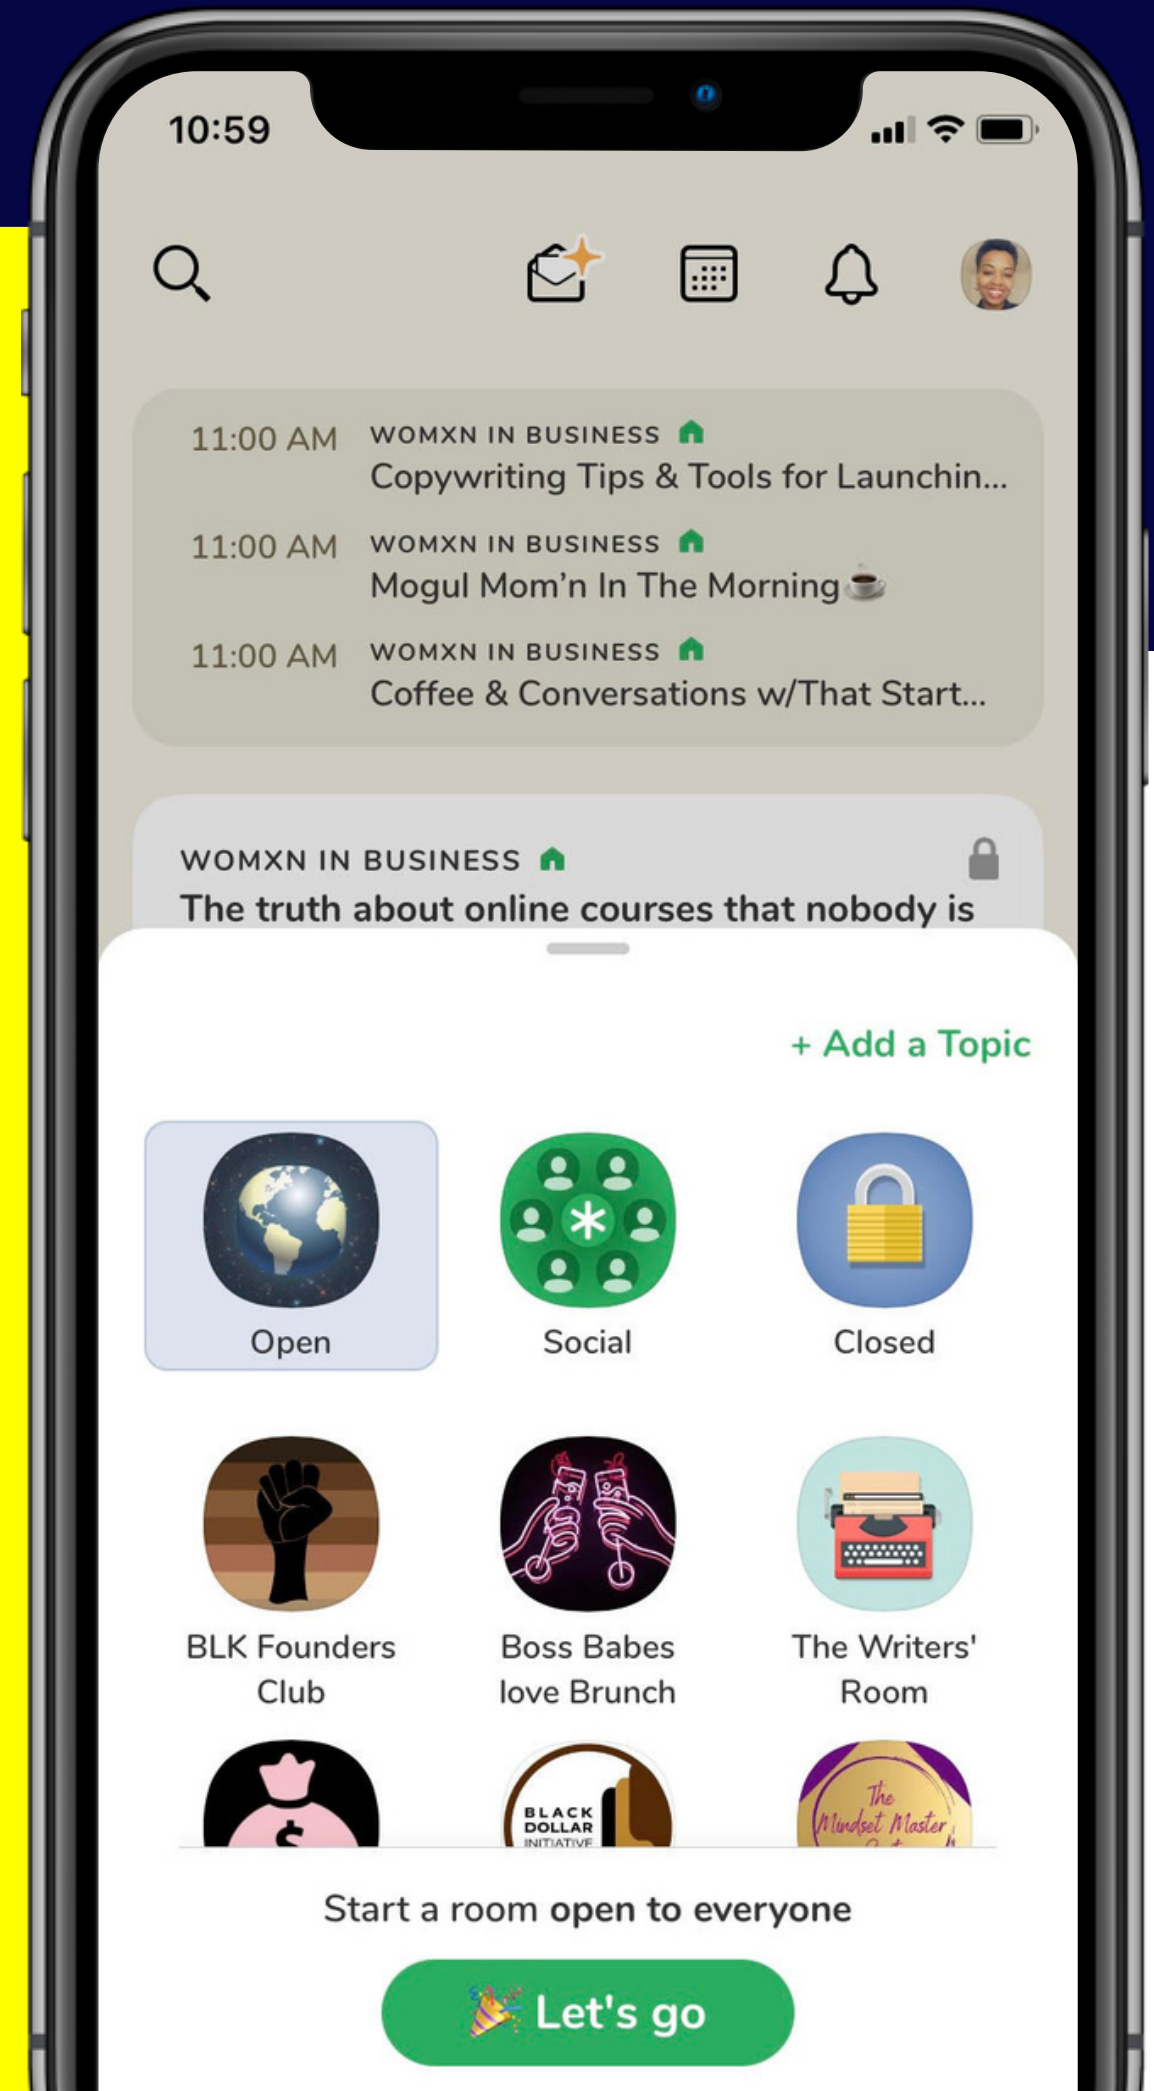 10:59
11:00 AM WOMXN IN BUSINESS
Copywriting Tips & Tools for Launchin...
11:00 AM WOMXN IN BUSINESS
Mogul Mom’n In The Morning☕
11:00 AM WOMXN IN BUSINESS
Coffee & Conversations w/That Start...
WOMXN IN BUSINESS
The truth about online courses that nobody is
+ Add a Topic
Open Social Closed
BLK Founders Boss Babes The Writers'
Club love Brunch Room
$
BLACK
DOLLAR
INITIATIVE
The
Mindset Master
Start a room open to everyone
🎉 Let's go